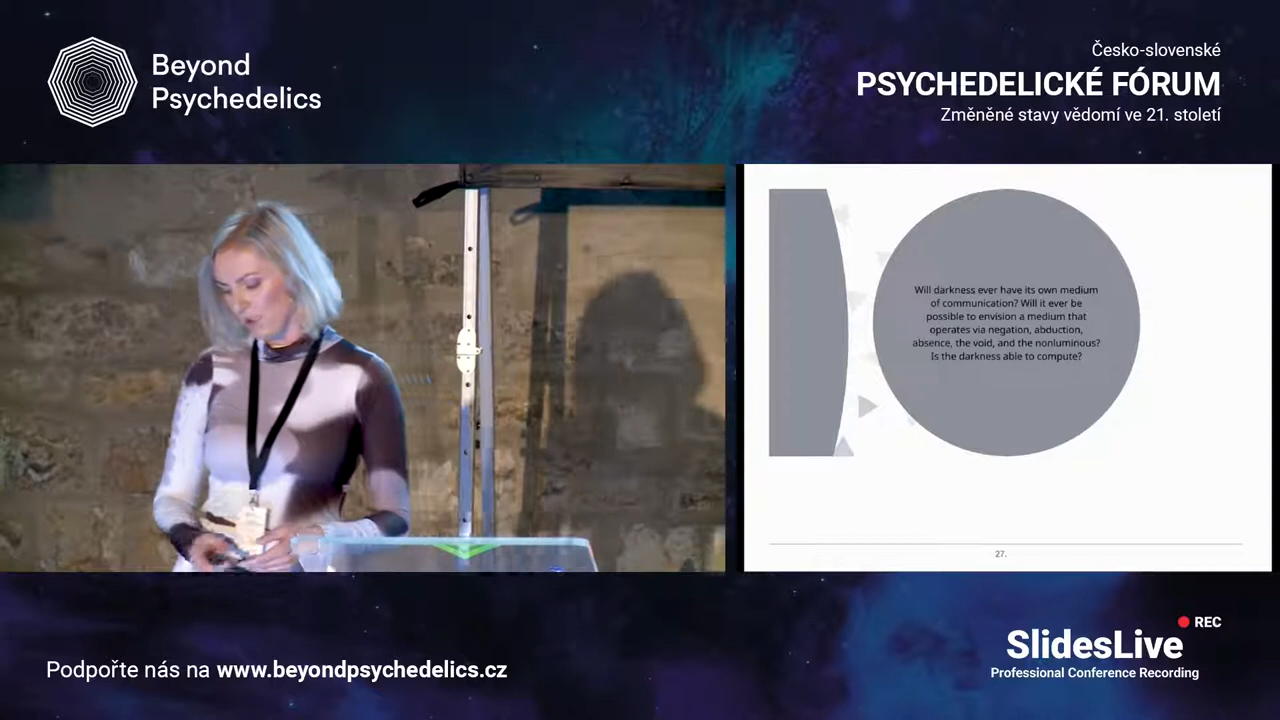 Beyond
Psychedelics
Česko-slovenské
PSYCHEDELICKÉ FÓRUM
Změněné stavy vědomí ve 21. století
Will darkness ever have its own medium
of communication? Will it ever be
possible to envision a medium that
operates via negation, abduction,
absence, the void, and the nonluminous?
Is the darkness able to compute?
27.
Podpořte nás na www.beyondpsychedelics.cz
REC
SlidesLive
Professional Conference Recording